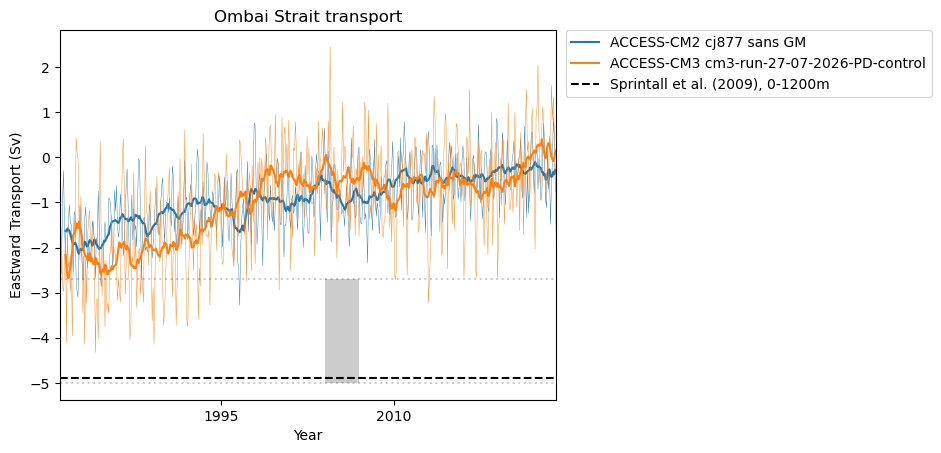 Ombai Strait transport
ACCESS-CM2 cj877 sans GM
ACCESS-CM3 cm3-run-27-07-2026-PD-control
Sprintall et al. (2009), 0-1200m
Eastward Transport (Sv)
2
1
0
−1
−2
−3
−4
−5
1995
2010
Year